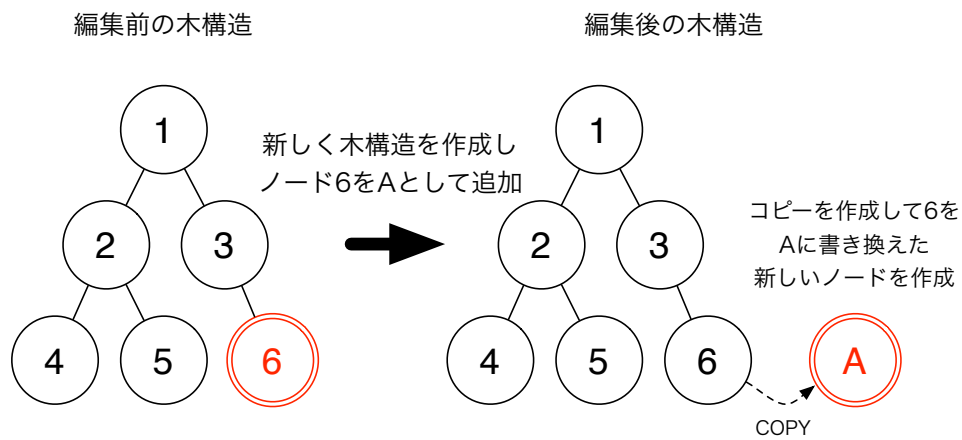 編集前の木構造
編集後の木構造
1
新しく木構造を作成し
ノード6をAとして追加
1
2
3
2
3
コピーを作成して6を
Aに書き換えた
新しいノードを作成
4
5
6
4
5
6
A
COPY